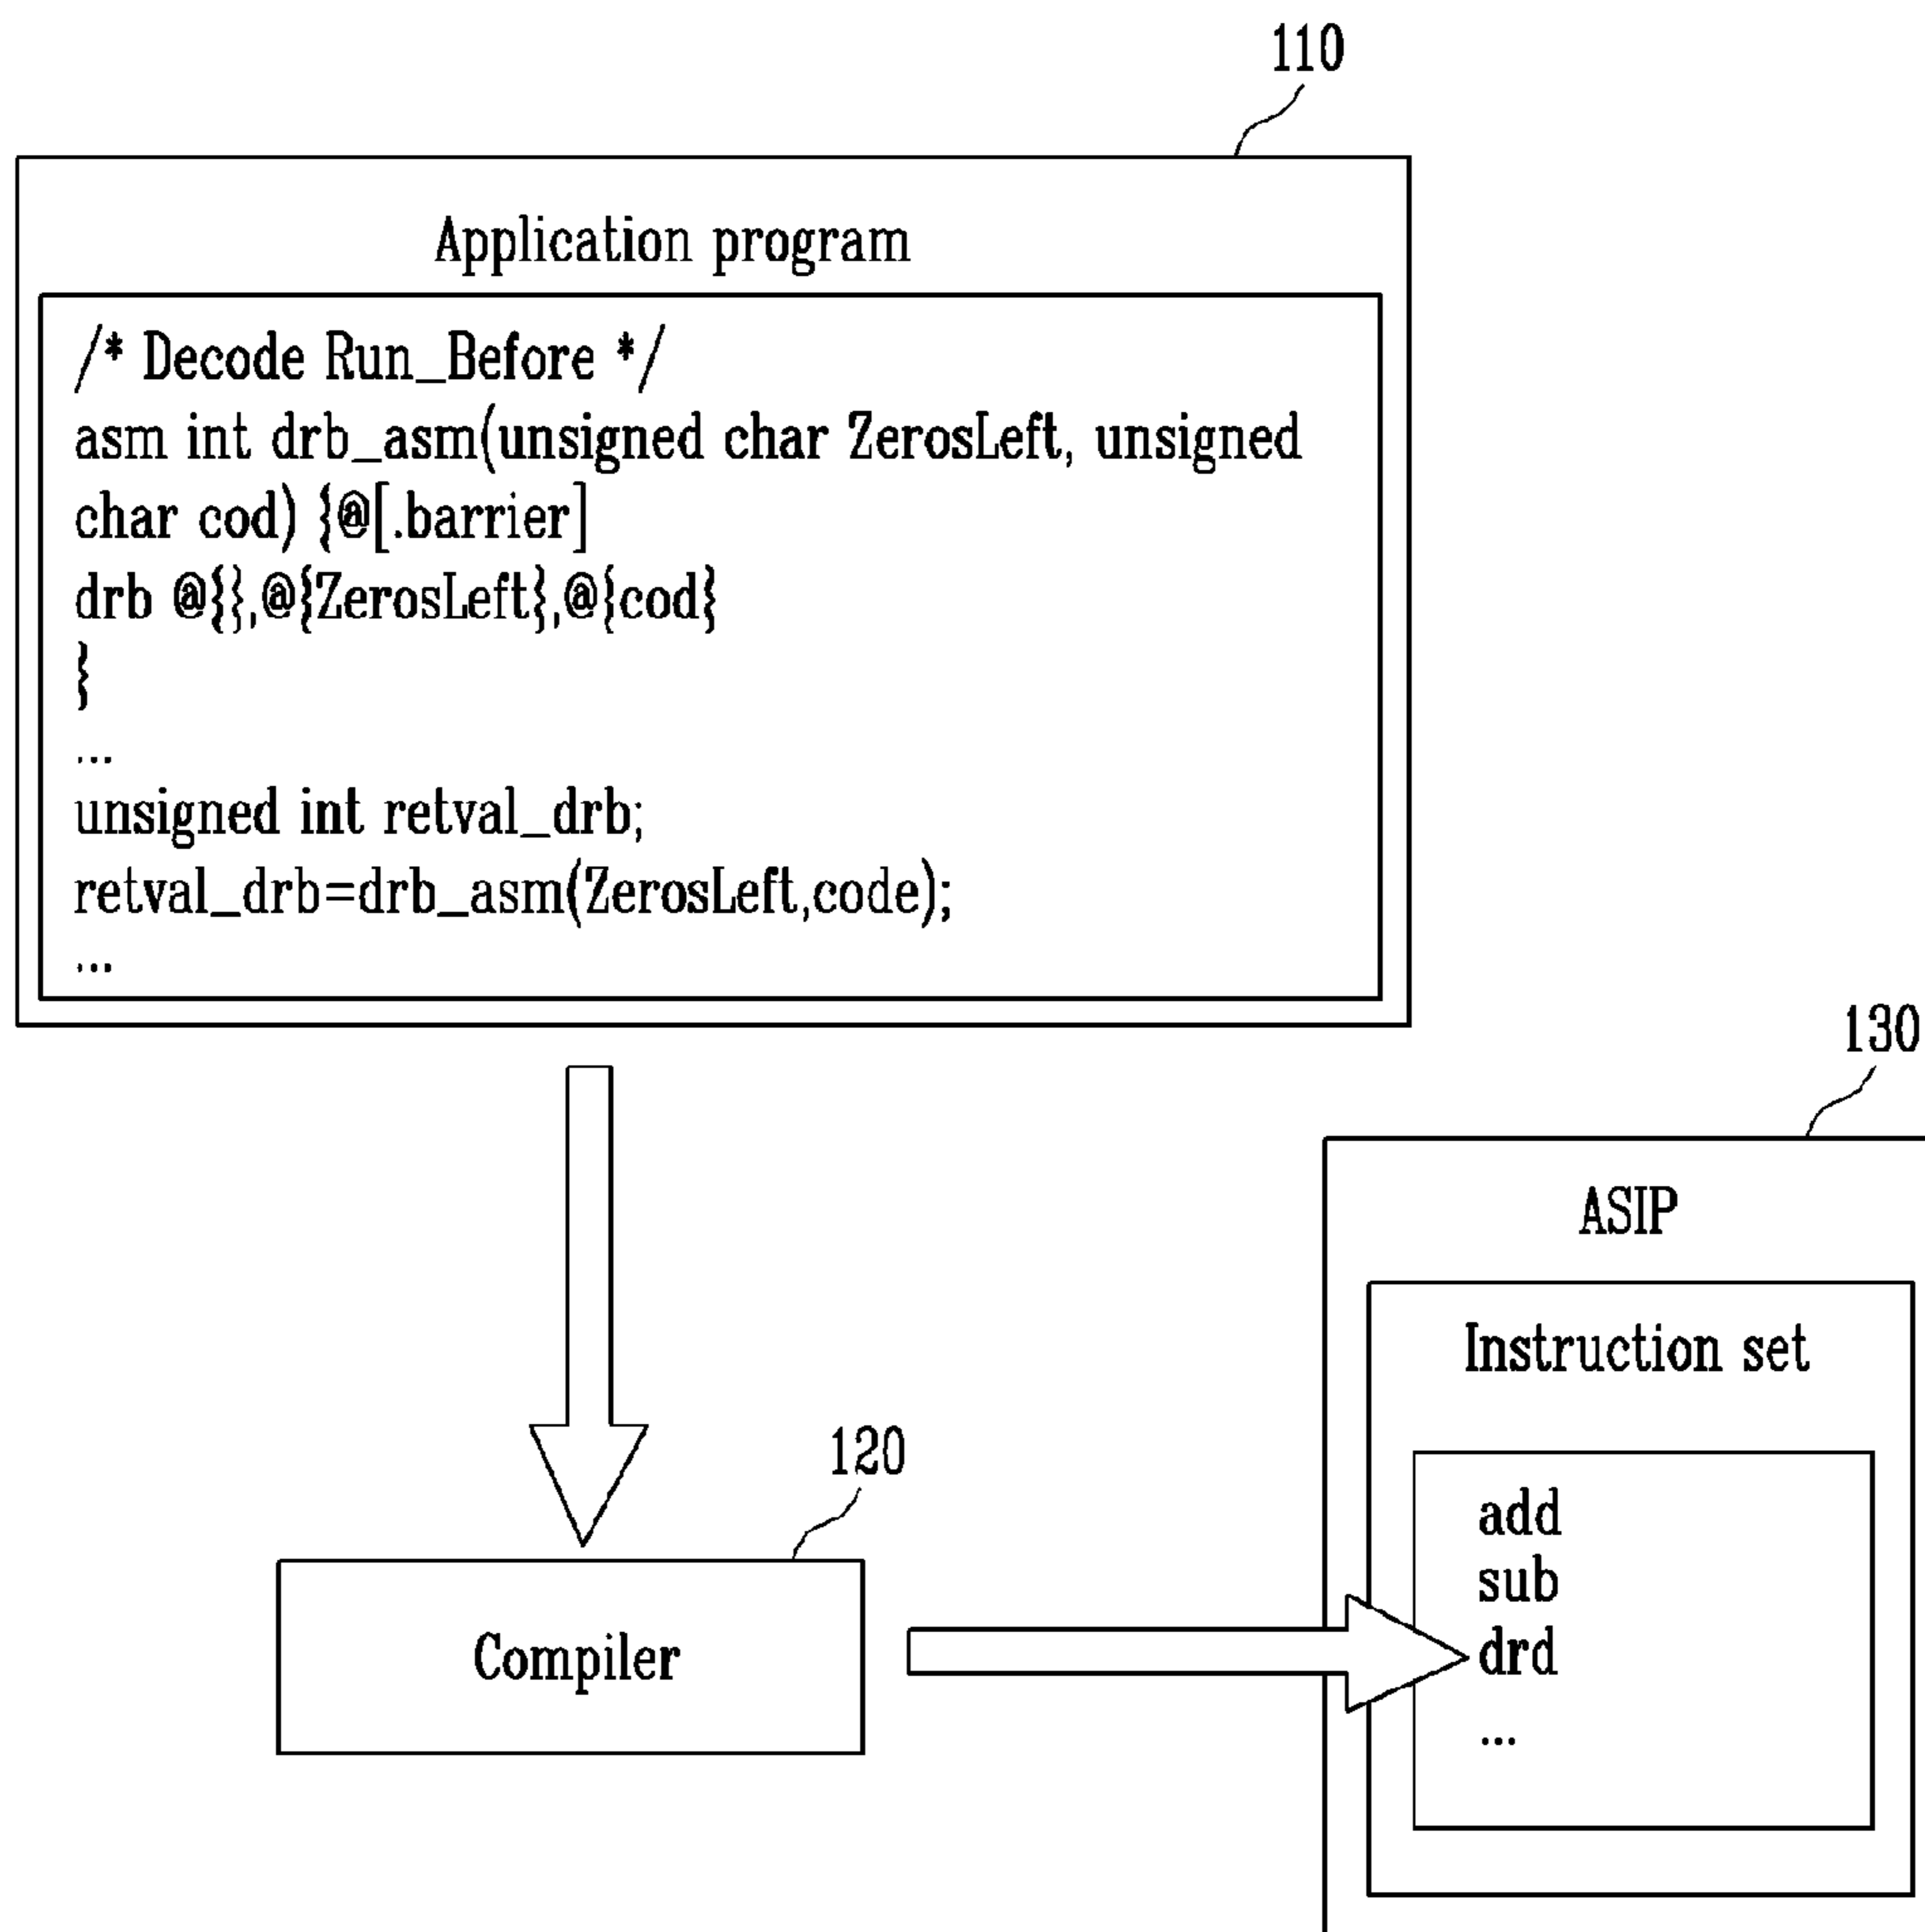 110
Application program
/* Decode Run_Before */
asm int drb_asm(unsigned char ZerosLeft, unsigned
char cod) {@[.barrier]
drb @{},@{ZerosLeft},@{cod{
}
...
unsigned int retval_drb;
retval_drb=drb_asm(ZerosLeft,code);
...
130
ASIP
Instruction set
120
add
sub
Compiler
drd
...